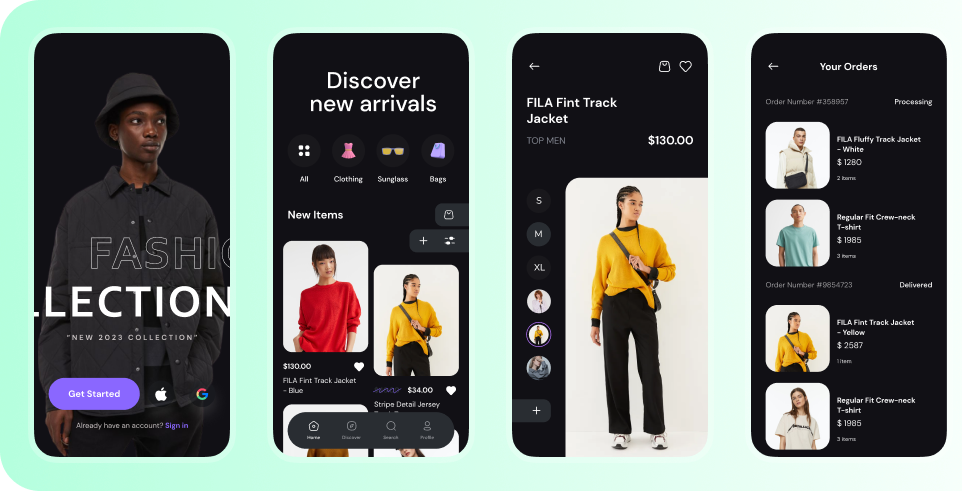 FASHIO
LLECTION
“NEW 2023 COLLECTION”
Get Started
Already have an account? Sign in
Discover
new arrivals
All
Clothing
Sunglass
Bags
New Items
$130.00
FILA Fint Track Jacket
- Blue
$34.00
Stripe Detail Jersey
Home
Discover
Search
Profile
FILA Fint Track
Jacket
TOP MEN
$130.00
S
M
XL
Your Orders
Order Number #358957
Processing
FILA Fluffy Track Jacket
- White
$ 1280
2 items
Regular Fit Crew-neck
T-shirt
$ 1985
3 items
Order Number #9854723
Delivered
FILA Fint Track Jacket
- Yellow
$ 2587
1 item
Regular Fit Crew-neck
T-shirt
$ 1985
3 items